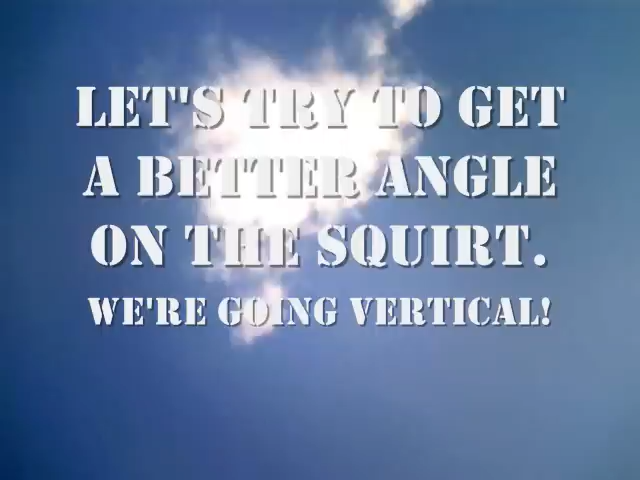 LET'S TRY TO GET
A BETTER ANGLE
ON THE SQUIRT.
WE'RE GOING VERTICAL!